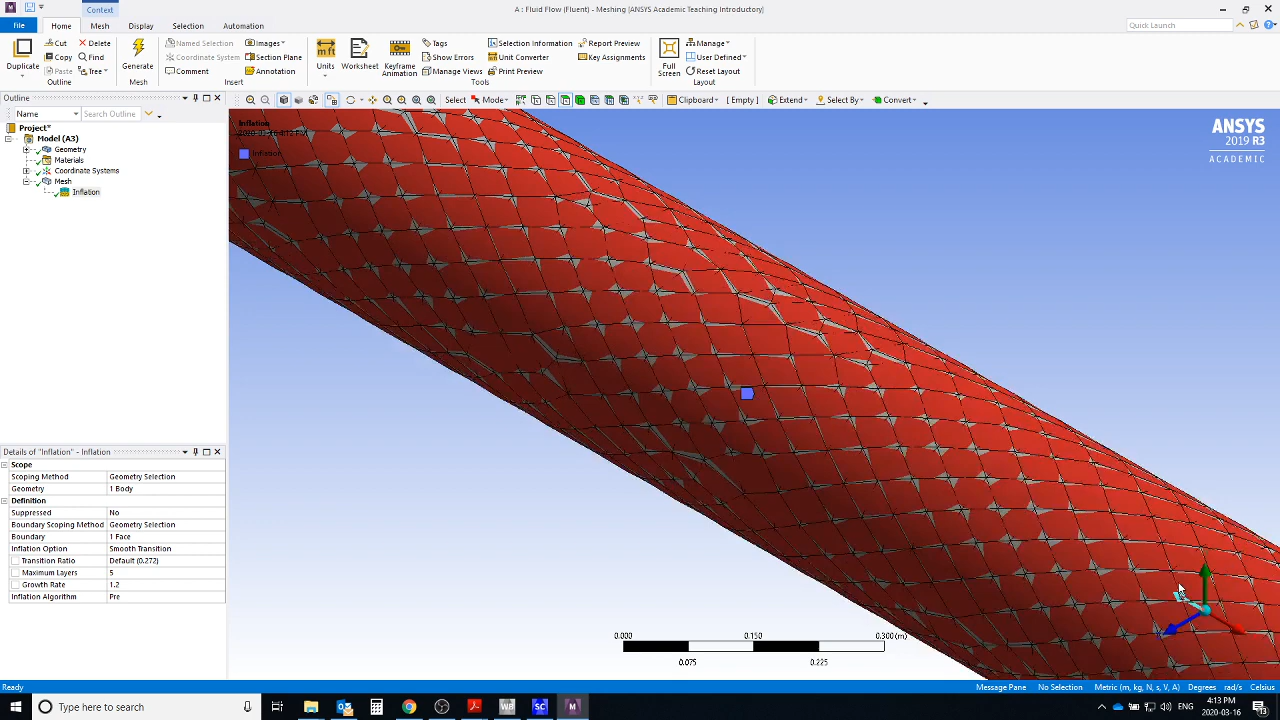 Context
A : Fluid Flow (Fluent) - Meshing [ANSYS Academic Teaching Introductory]
File Home Mesh Display Selection Automation
Quick Launch
Duplicate
Cut
Copy
Paste
Delete
Find
Tree
Outline
Generate
Mesh
Named Selection
Coordinate System
Comment
Images
Section Plane
Annotation
Insert
Units
Worksheet
Keyframe
Animation
Tags
Show Errors
Manage Views
Selection Information
Unit Converter
Print Preview
Report Preview
Key Assignments
Tools
Full
Screen
Manage
User Defined
Reset Layout
Layout
Outline
Name
Search Outline
Select Mode Clipboard [ Empty ] Extend Select By Convert
Project*
Model (A3)
Geometry
Materials
Coordinate Systems
Mesh
Inflation
Inflation
Inflation
ANSYS
2019 R3
ACADEMIC
Details of "Inflation" - Inflation
Scope
Scoping Method Geometry Selection
Geometry 1 Body
Definition
Suppressed No
Boundary Scoping Method Geometry Selection
Boundary 1 Face
Inflation Option Smooth Transition
Transition Ratio Default (0.272)
Maximum Layers 5
Growth Rate 1.2
Inflation Algorithm Pre
0.000 0.150 0.300 (m)
0.075 0.225
Ready
Message Pane No Selection Metric (m, kg, N, s, V, A) Degrees rad/s Celsius
Type here to search
ENG
4:13 PM
2020-03-16